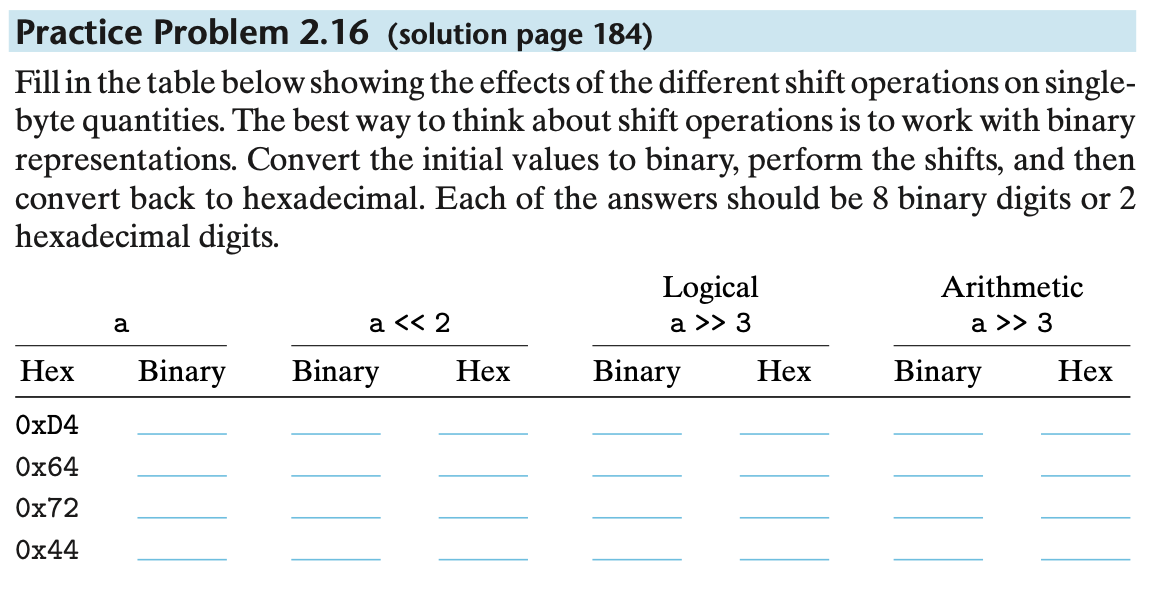 Practice Problem 2.16 (solution page 184)
Fill in the table below showing the effects of the different shift operations on single-
byte quantities. The best way to think about shift operations is to work with binary
representations. Convert the initial values to binary, perform the shifts, and then
convert back to hexadecimal. Each of the answers should be 8 binary digits or 2
hexadecimal digits.
Logical Arithmetic
a a << 2 a >> 3 a >> 3
Hex Binary Binary Hex Binary Hex Binary Hex
0xD4
0x64
0x72
0x44